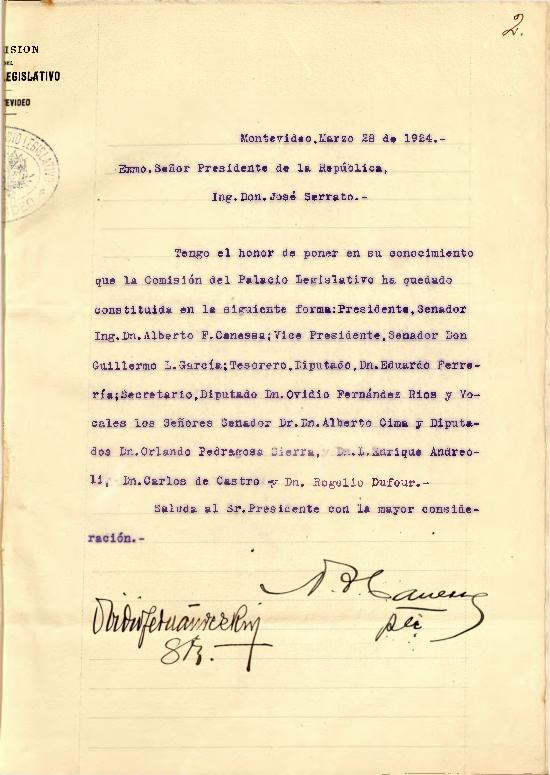 2.
ISION
DEL
LEGISLATIVO
TEVIDEO
Montevideo,Marzo 28 de 1924.-
Exmo.Señor Presidente de la República,
Ing.Don.José Serrato.-
Tengo el honor de poner en su conocimiento
que la Comisión del Palacio Legislativo ha quedado
constituida en la siguiente forma:Presidente,Senador
Ing.Dn.Alberto F.Canessa;Vice Presidente,Senador Don
Guillermo L.García;Tesorero,Diputado,Dn.Eduardo Ferre-
ría;Secretario,Diputado Dn.Ovidio Fernández Rios y Vo-
cales los Señores Senador Dr.Dn.Alberto Cima y Diputa-
dos Dn.Orlando Pedragosa Sierra, y Dn.L.Enrique Andreo-
li, Dn.Carlos de Castro y Dn. Rogelio Dufour.-
Saluda al Sr.Presidente con la mayor conside-
ración.-
Canessa
Ovidio Fernández Ríos